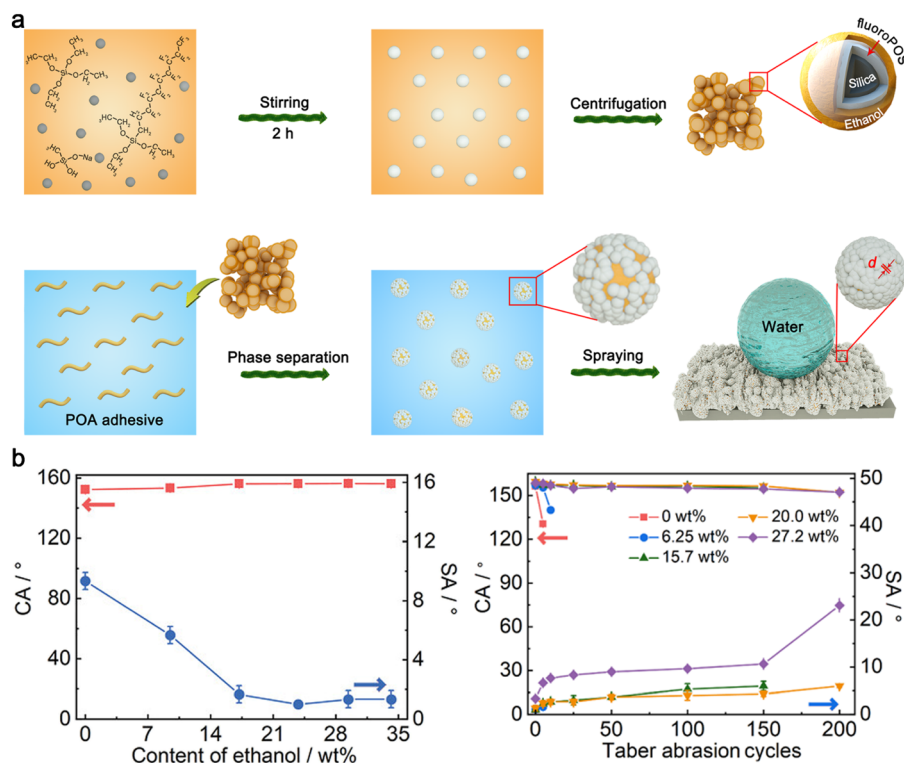 a
Stirring
2 h
Centrifugation
fluoroPOS
Silica
Ethanol
POA adhesive
Phase separation
Spraying
Water
d
b
CA / °
160
120
80
40
0
SA / °
16
12
8
4
0
0 7 14 21 28 35
Content of ethanol / wt%
CA / °
150
120
90
60
30
0
0 wt%
6.25 wt%
15.7 wt%
20.0 wt%
27.2 wt%
SA / °
50
40
30
20
10
0
0 50 100 150 200
Taber abrasion cycles